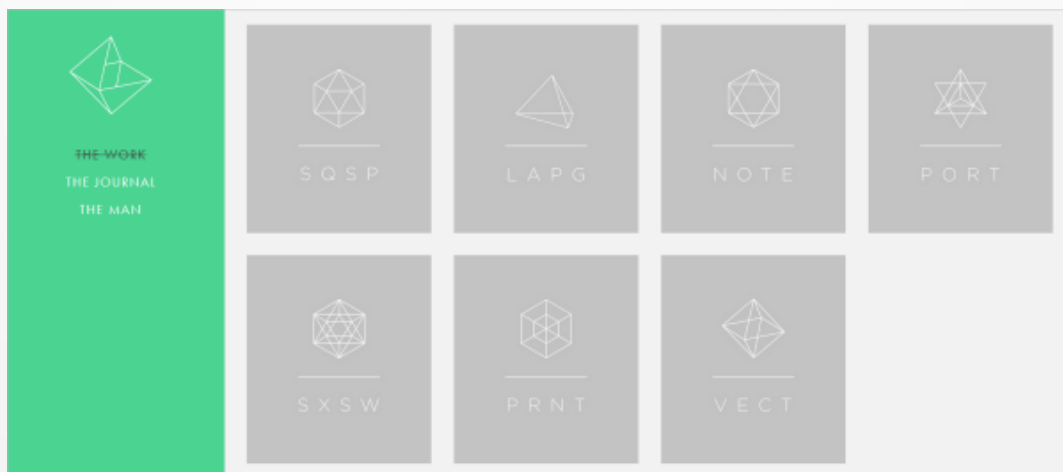 THE WORK
THE JOURNAL
THE MAN
SQSP
LAPG
NOTE
PORT
SXSW
PRNT
VECT